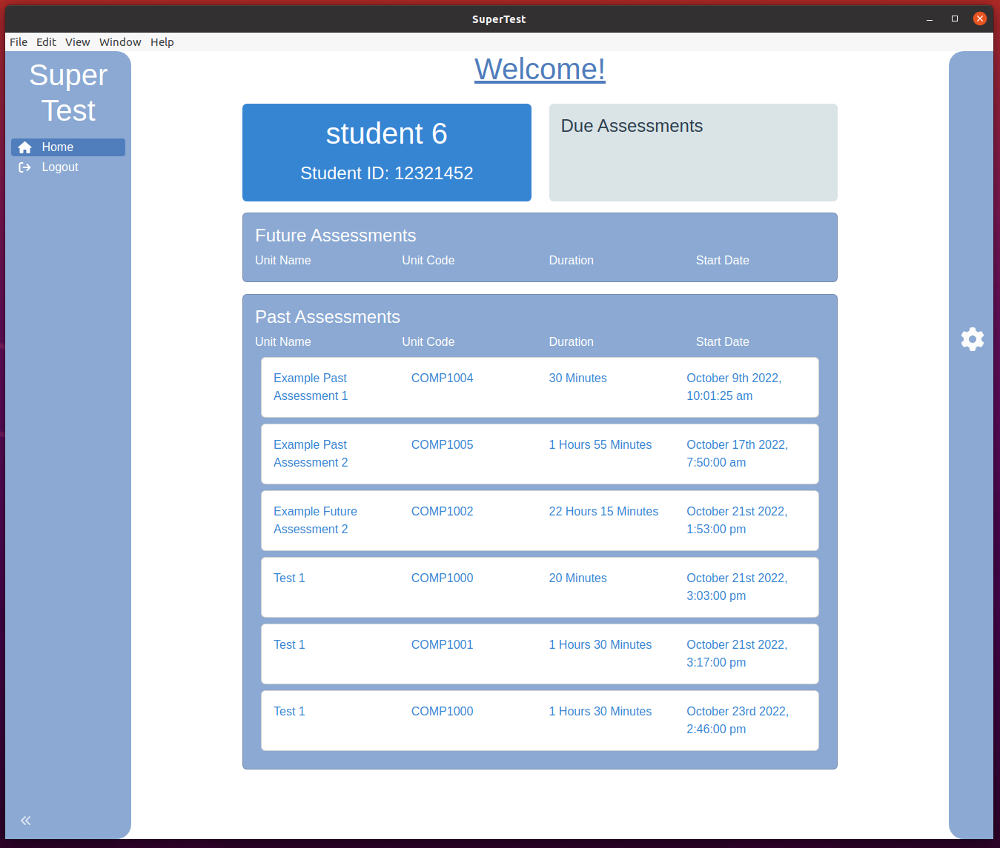 SuperTest
File Edit View Window Help
Super
Test
Home
Logout
Welcome!
student 6
Student ID: 12321452
Due Assessments
Future Assessments
Unit Name Unit Code Duration Start Date
Past Assessments
Unit Name Unit Code Duration Start Date
Example Past COMP1004 30 Minutes October 9th 2022,
Assessment 1 10:01:25 am
Example Past COMP1005 1 Hours 55 Minutes October 17th 2022,
Assessment 2 7:50:00 am
Example Future COMP1002 22 Hours 15 Minutes October 21st 2022,
Assessment 2 1:53:00 pm
Test 1 COMP1000 20 Minutes October 21st 2022,
3:03:00 pm
Test 1 COMP1001 1 Hours 30 Minutes October 21st 2022,
3:17:00 pm
Test 1 COMP1000 1 Hours 30 Minutes October 23rd 2022,
2:46:00 pm